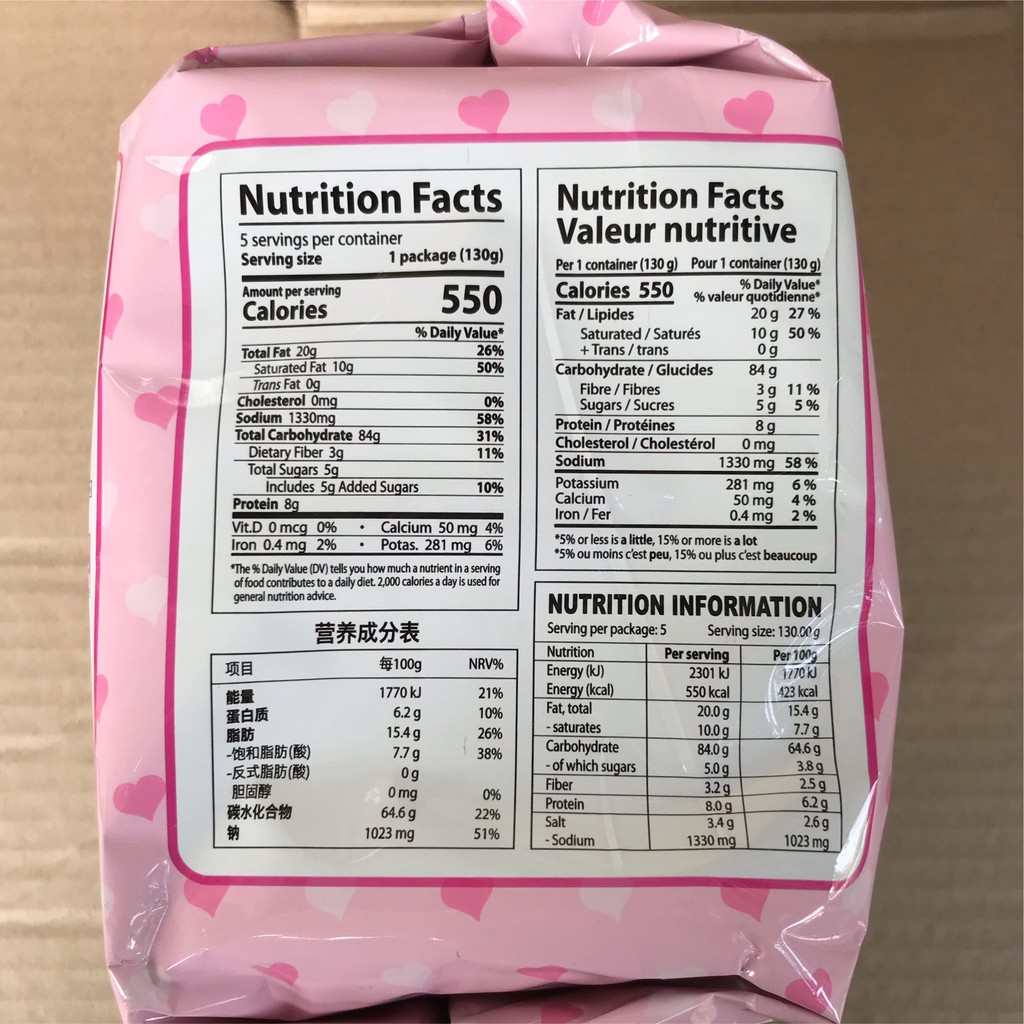 Nutrition Facts
5 servings per container
Serving size 1 package (130g)
Amount per serving
Calories 550
% Daily Value*
Total Fat 20g 26%
Saturated Fat 10g 50%
Trans Fat 0g
Cholesterol 0mg 0%
Sodium 1330mg 58%
Total Carbohydrate 84g 31%
Dietary Fiber 3g 11%
Total Sugars 5g
Includes 5g Added Sugars 10%
Protein 8g
Vit.D 0 mcg 0% • Calcium 50 mg 4%
Iron 0.4 mg 2% • Potas. 281 mg 6%
*The % Daily Value (DV) tells you how much a nutrient in a serving
of food contributes to a daily diet. 2,000 calories a day is used for
general nutrition advice.
Nutrition Facts
Valeur nutritive
Per 1 container (130 g) Pour 1 container (130 g)
Calories 550
% Daily Value*
% valeur quotidienne*
Fat / Lipides 20 g 27 %
Saturated / Saturés 10 g 50 %
+ Trans / trans 0 g
Carbohydrate / Glucides 84 g
Fibre / Fibres 3 g 11 %
Sugars / Sucres 5 g 5 %
Protein / Protéines 8 g
Cholesterol / Cholestérol 0 mg
Sodium 1330 mg 58 %
Potassium 281 mg 6 %
Calcium 50 mg 4 %
Iron / Fer 0.4 mg 2 %
*5% or less is a little, 15% or more is a lot
*5% ou moins c'est peu, 15% ou plus c'est beaucoup
营养成分表
项目 每100g NRV%
能量 1770 kJ 21%
蛋白质 6.2 g 10%
脂肪 15.4 g 26%
-饱和脂肪(酸) 7.7 g 38%
-反式脂肪(酸) 0 g
胆固醇 0 mg 0%
碳水化合物 64.6 g 22%
钠 1023 mg 51%
NUTRITION INFORMATION
Serving per package: 5 Serving size: 130.00 g
Nutrition Per serving Per 100g
Energy (kJ) 2301 kJ 1770 kJ
Energy (kcal) 550 kcal 423 kcal
Fat, total 20.0 g 15.4 g
- saturates 10.0 g 7.7 g
Carbohydrate 84.0 g 64.6 g
- of which sugars 5.0 g 3.8 g
Fiber 3.2 g 2.5 g
Protein 8.0 g 6.2 g
Salt 3.4 g 2.6 g
- Sodium 1330 mg 1023 mg